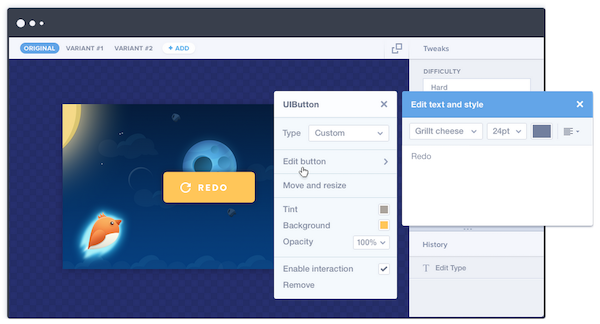 ORIGINAL VARIANT #1 VARIANT #2 + ADD
Tweaks
DIFFICULTY
Hard
UIButton
Type Custom
Edit button
Move and resize
Tint
Background
Opacity 100%
Enable interaction
Remove
REDO
Edit text and style
Grillt cheese 24pt
Redo
History
T Edit Type